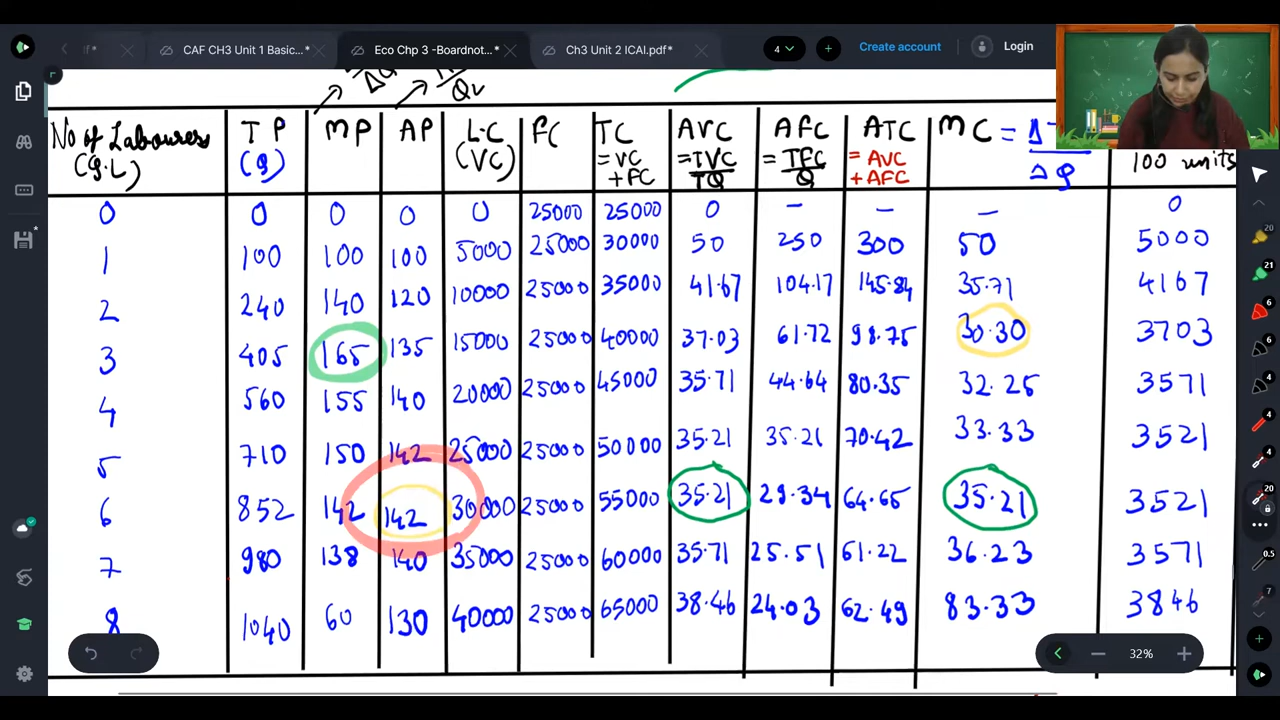 CAF CH3 Unit 1 Basic...*
Eco Chp 3 -Boardnot...*
Ch3 Unit 2 ICAI.pdf*
4
Create account
Login
ΔQ
QV
No of Labourers (Q.L)
TP (Q)
MP
AP
L.C (VC)
FC
TC = VC + FC
AVC = TVC / TQ
AFC = TFC / Q
ATC = AVC + AFC
MC = ΔT / ΔQ
100 units
0 0 0 0 0 25000 25000 0 – – – 0
1 100 100 100 5000 25000 30000 50 250 300 50 5000
2 240 140 120 10000 25000 35000 41.67 104.17 145.84 35.71 4167
3 405 165 135 15000 25000 40000 37.03 61.72 98.75 30.30 3703
4 560 155 140 20000 25000 45000 35.71 44.64 80.35 32.25 3571
5 710 150 142 25000 25000 50000 35.21 35.21 70.42 33.33 3521
6 852 142 142 30000 25000 55000 35.21 29.34 64.65 35.21 3521
7 980 138 140 35000 25000 60000 35.71 25.51 61.22 36.23 3571
8 1040 60 130 40000 25000 65000 38.46 24.03 62.49 83.33 3846
32%